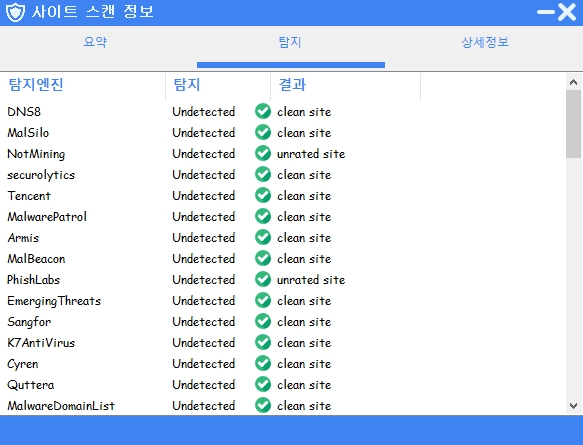 사이트 스캔 정보
요약 탐지 상세정보
탐지엔진 탐지 결과
DNS8 Undetected clean site
MalSilo Undetected clean site
NotMining Undetected unrated site
securolytics Undetected clean site
Tencent Undetected clean site
MalwarePatrol Undetected clean site
Armis Undetected clean site
MalBeacon Undetected clean site
PhishLabs Undetected unrated site
EmergingThreats Undetected clean site
Sangfor Undetected clean site
K7AntiVirus Undetected clean site
Cyren Undetected clean site
Quttera Undetected clean site
MalwareDomainList Undetected clean site